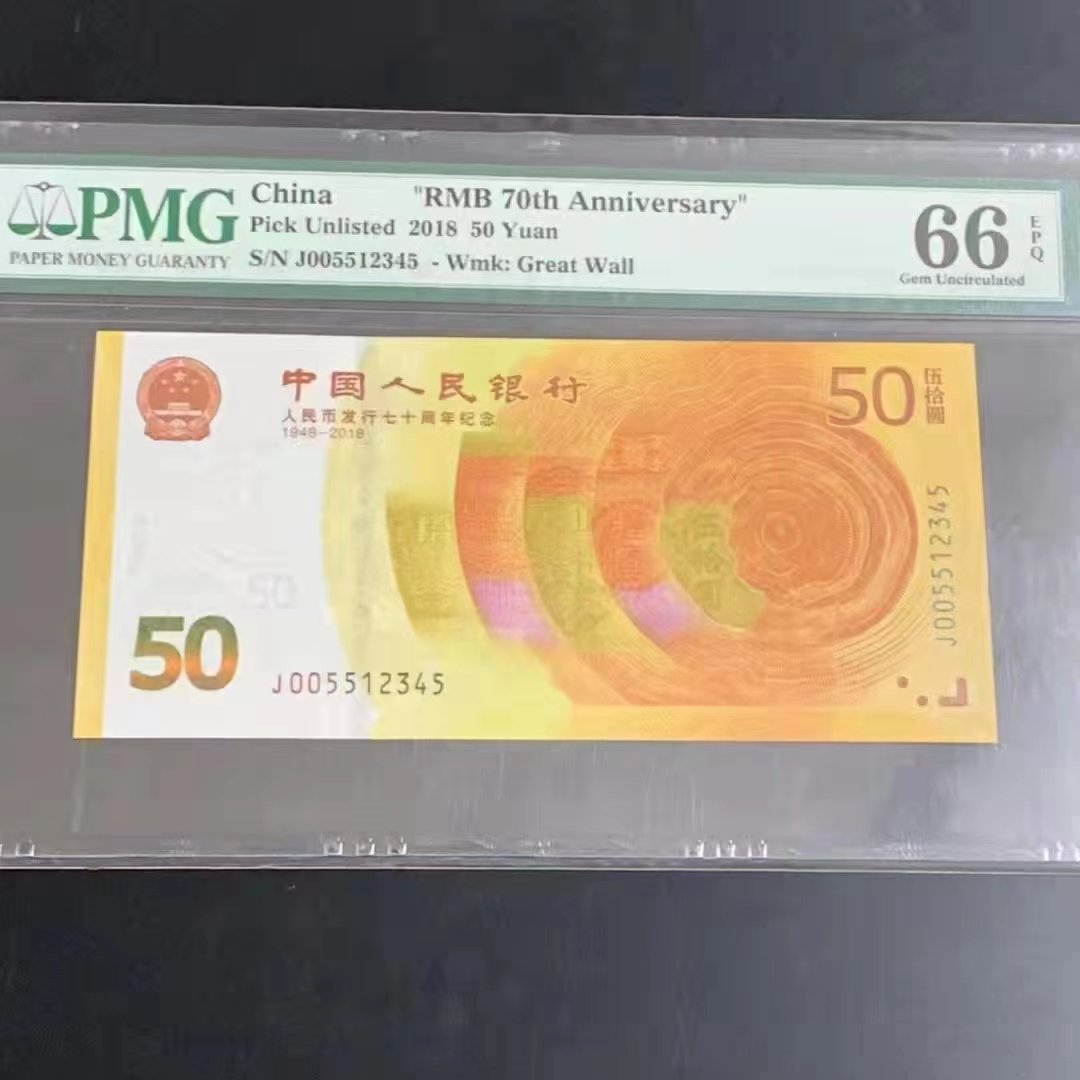 PMG
PAPER MONEY GUARANTY
China "RMB 70th Anniversary"
Pick Unlisted 2018 50 Yuan
S/N J005512345 - Wmk: Great Wall
66
EPQ
Gem Uncirculated
中国人民银行
人民币发行七十周年纪念
1948-2018
50
伍拾圆
J005512345
50
50
J005512345